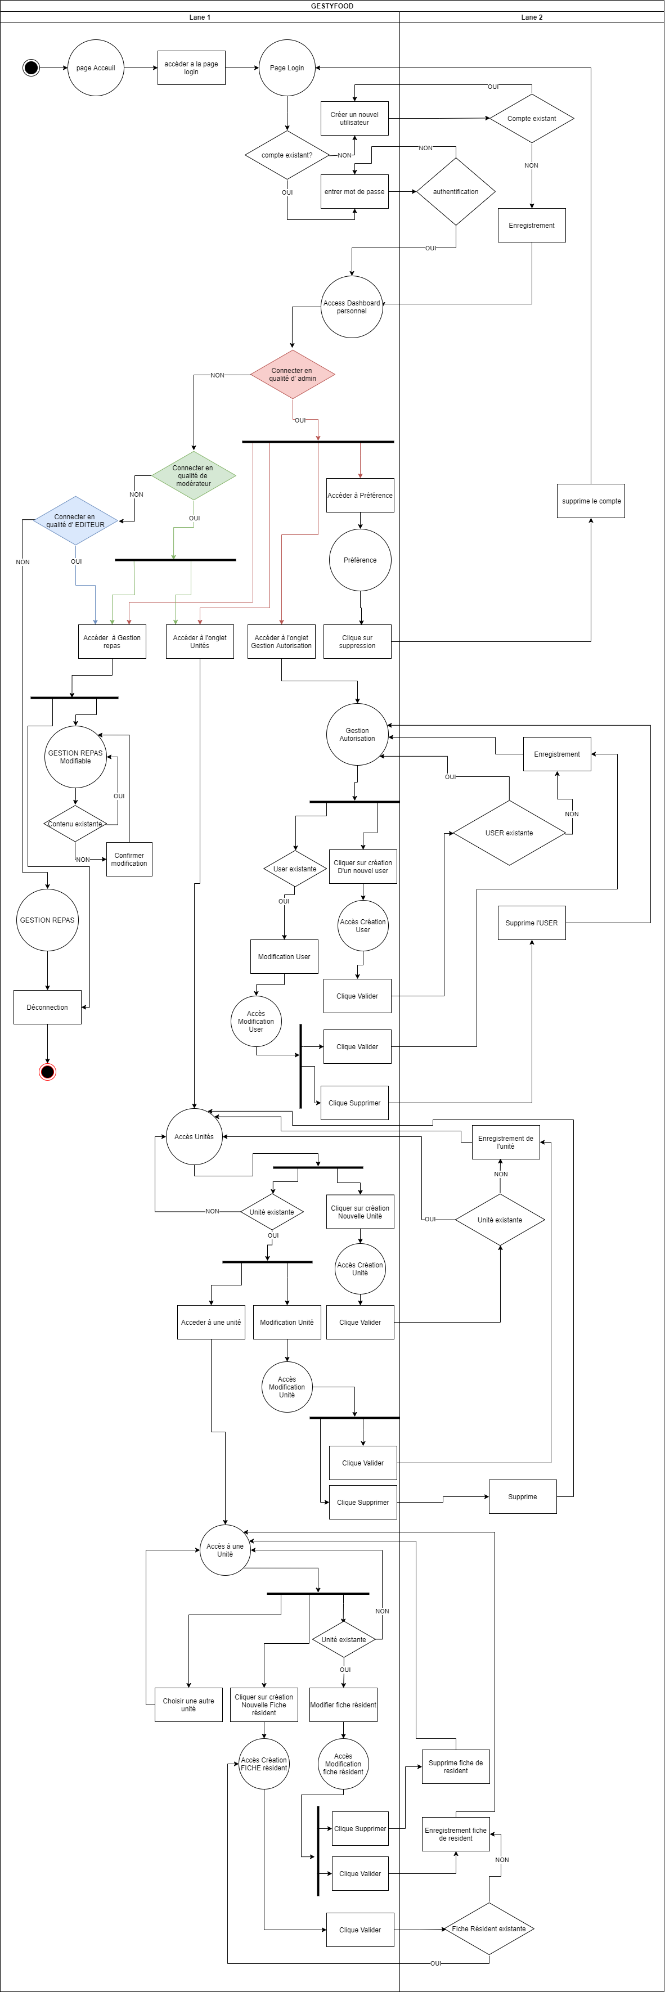 GESTYFOOD
Lane 1
Lane 2
page Acceuil
accèder a la page
login
Page Login
OUI
Créer un nouvel
utilisateur
Compte existant
compte existant?
NON
NON
NON
OUI
entrer mot de passe
authentification
Enregistrement
OUI
Access Dashboard
personnel
Connecter en
qualité d' admin
NON
OUI
Connecter en
qualité de
modérateur
Accèder à Préférence
supprime le compte
NON
Connecter en
qualité d' EDITEUR
OUI
Préférence
NON
OUI
Accèder à Gestion
repas
Accèder à l'onglet
Unités
Accèder à l'onglet
Gestion Autorisation
Clique sur
suppression
Gestion
Autorisation
GESTION REPAS
Modifiable
Enregistrement
OUI
OUI
NON
Contenu existante
USER existante
NON
Confirmer
modification
User existante
Cliquer sur création
D'un nouvel user
OUI
GESTION REPAS
Accès Création
User
Supprime l'USER
Modification User
Clique Valider
Déconnection
Accès
Modification
User
Clique Valider
Clique Supprimer
Accès Unités
Enregistrement de
l'unité
NON
NON
Unité existante
Cliquer sur création
Nouvelle Unité
OUI
Unité existante
OUI
Accès Création
Unité
Acceder à une unité
Modification Unité
Clique Valider
Accès
Modification
Unité
Clique Valider
Clique Supprimer
Supprime
Accès à une
Unité
NON
Unité existante
OUI
Choisir une autre
unité
Cliquer sur création
Nouvelle Fiche
résident
Modifier fiche résident
Accès Création
FICHE résident
Accès
Modification
fiche résident
Supprime fiche de
resident
Clique Supprimer
Enregistrement fiche
de resident
NON
Clique Valider
Clique Valider
Fiche Résident existante
OUI